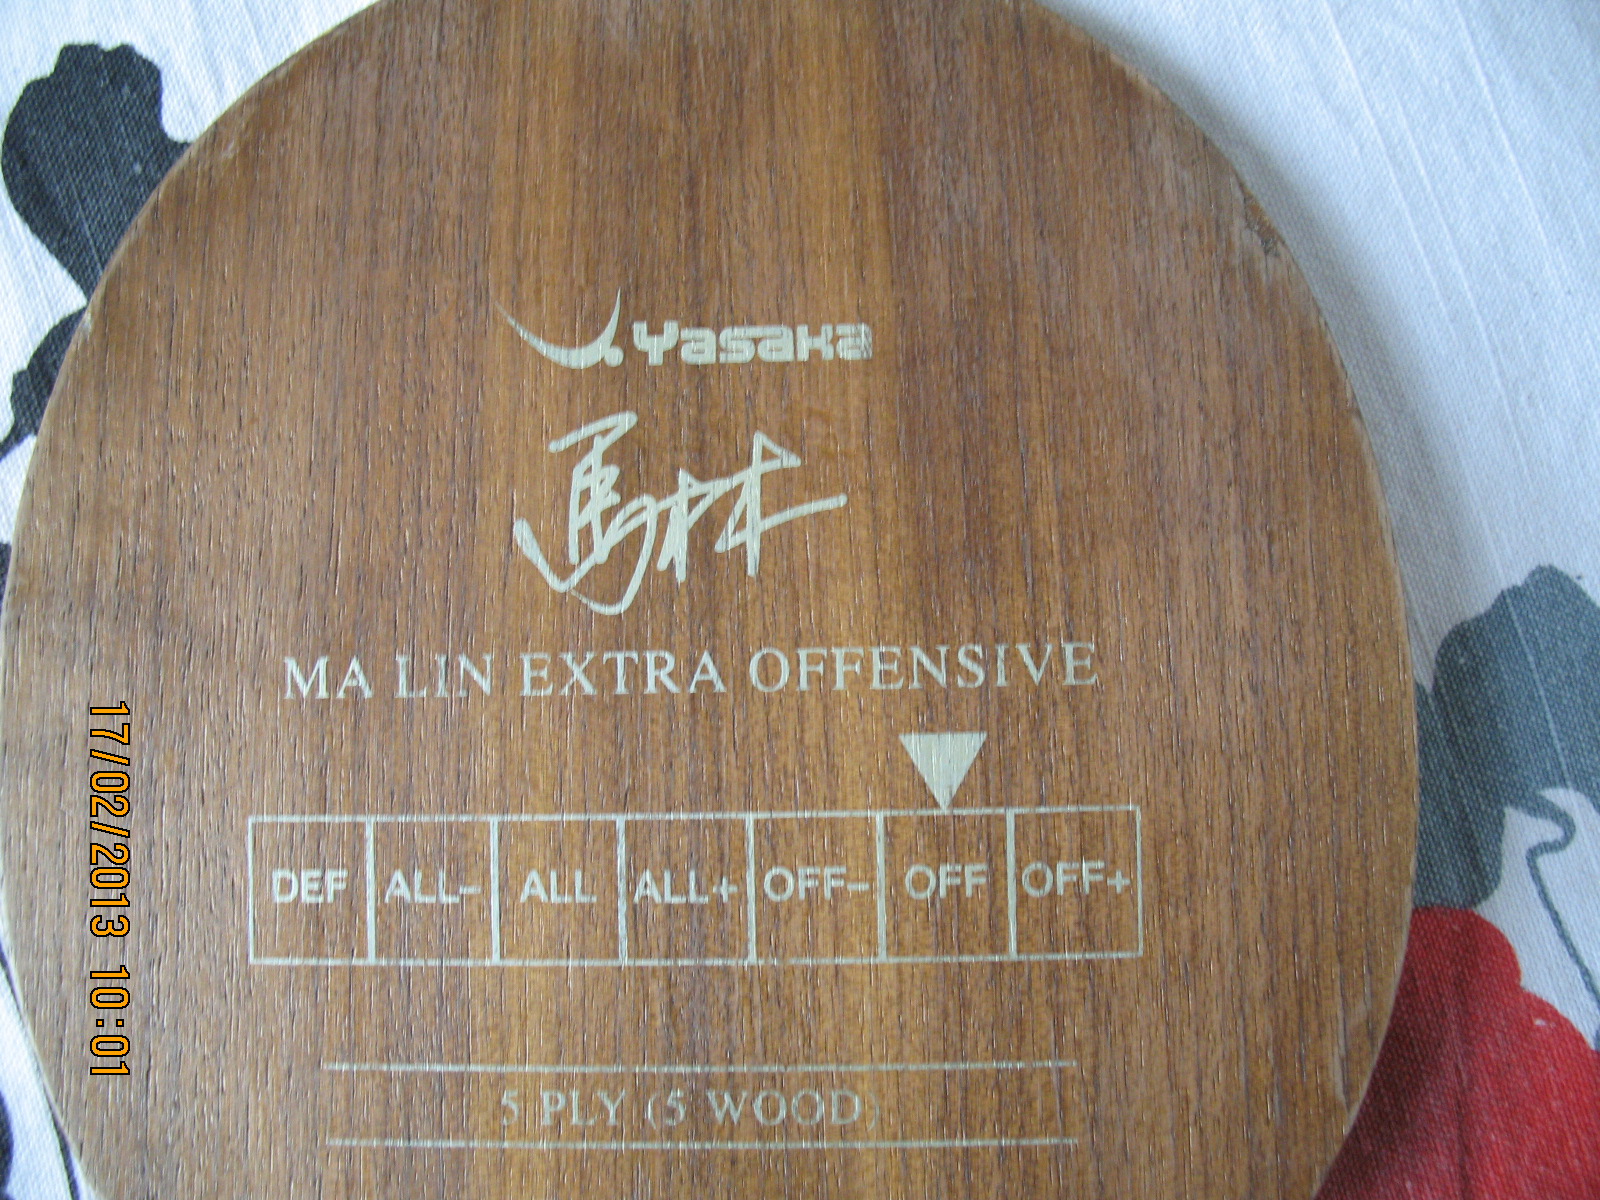 Yasaka
馬林
MA LIN EXTRA OFFENSIVE
DEF ALL- ALL ALL+ OFF- OFF OFF+
5 PLY (5 WOOD)
17/02/2013 10:01